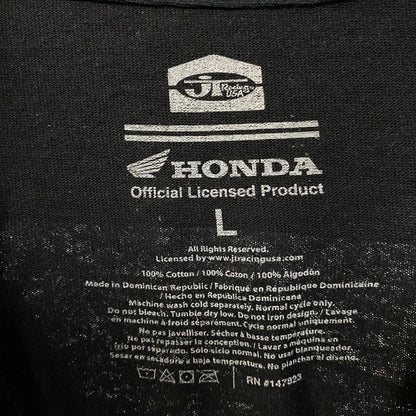 JT Racing USA
HONDA
Official Licensed Product
L
All Rights Reserved.
Licensed by www.jtracingusa.com
100% Cotton / 100% Coton / 100% Algodón
Made in Dominican Republic / Fabriqué en République Dominicaine
/ Hecho en Republica Dominicana
Machine wash cold separately. Normal cycle only.
Do not bleach. Tumble dry low. Do not iron design. / Lavage
en machine à froid séparément. Cycle normal uniquement.
Ne pas javelliser. Sécher à basse température.
Ne pas repasser la conception. / Lavar a máquina en
frío por separado. Solo ciclo normal. No usar blanqueador.
Secar en secadora a baja temperatura. No planchar al diseño.
RN #147823